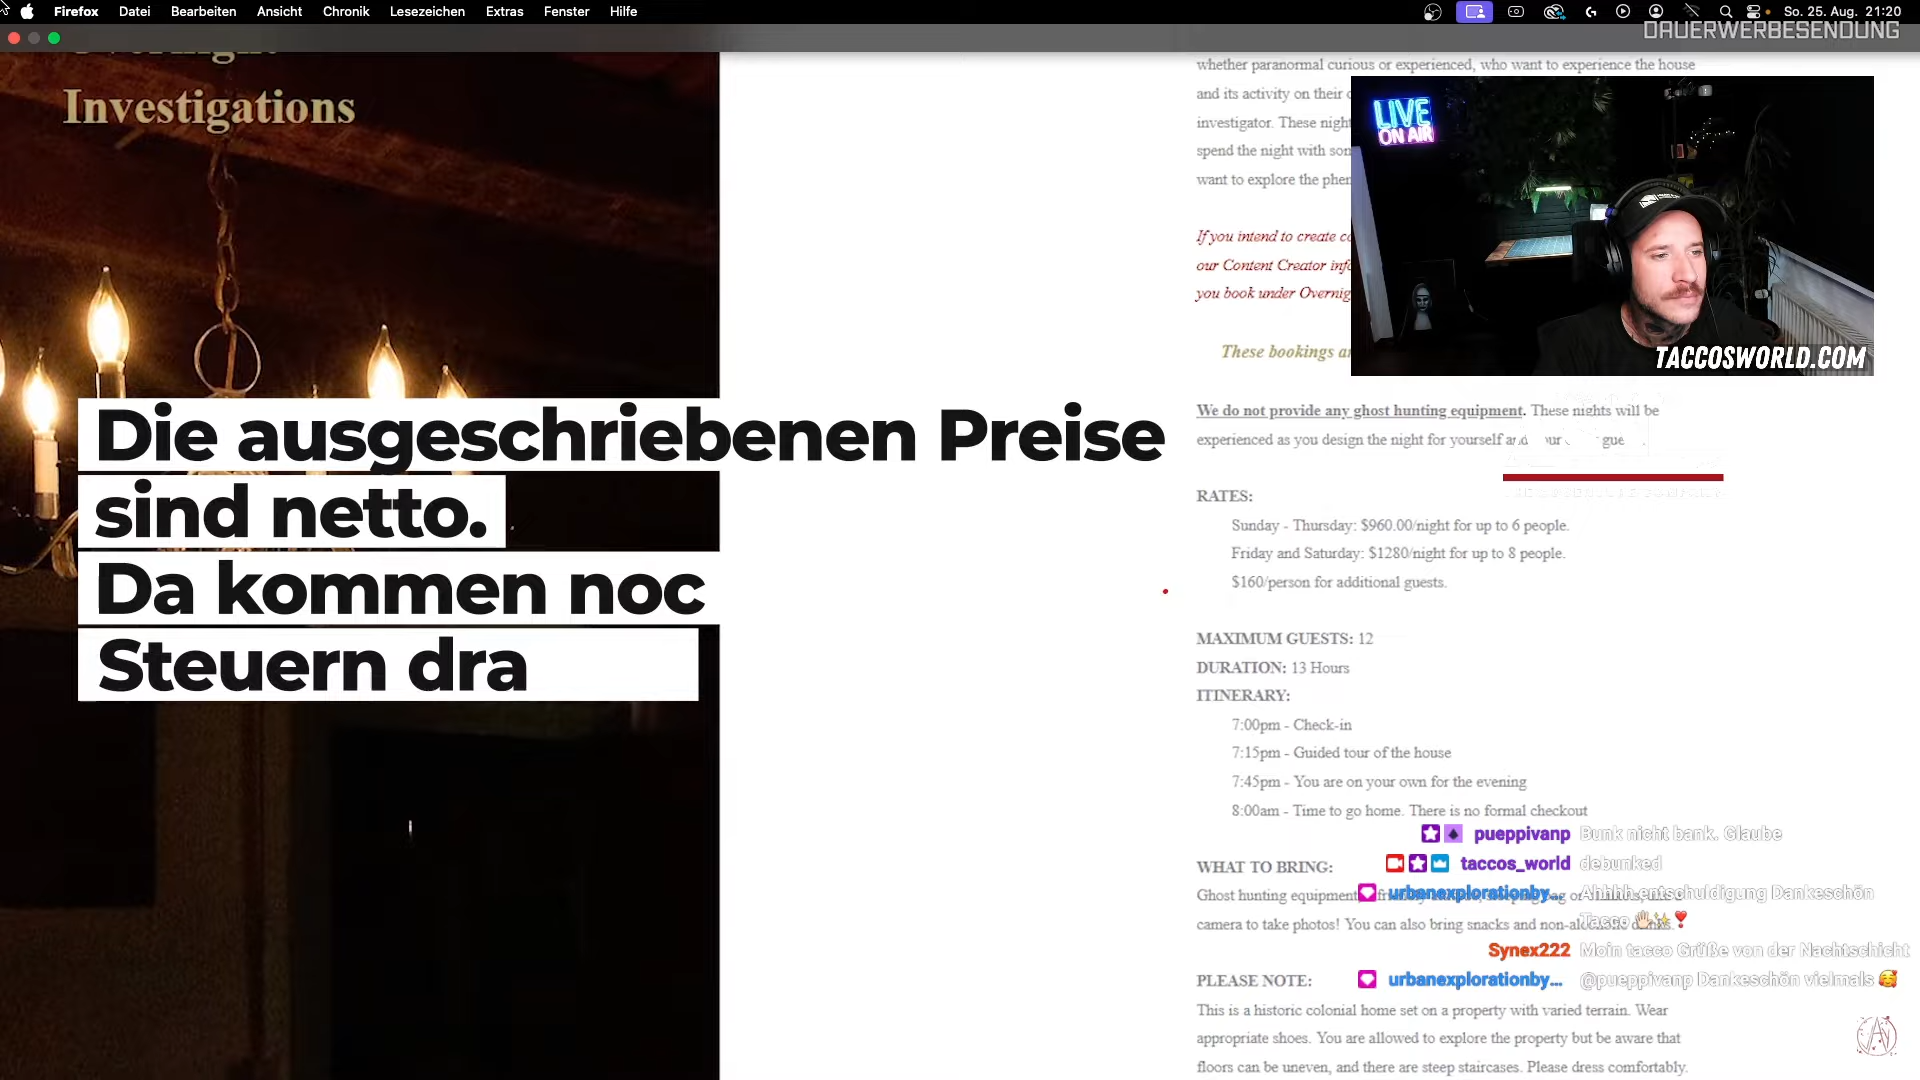 Firefox Datei Bearbeiten Ansicht Chronik Lesezeichen Extras Fenster Hilfe
So. 25. Aug. 21:20
DAUERWERBESENDUNG
Overnight
Investigations
whether paranormal curious or experienced, who want to experience the house
and its activity on their
investigator. These night
spend the night with
want to explore the
If you intend to create
our Content Creator
you book under
These bookings
LIVE
ON AIR
TACCOSWORLD.COM
We do not provide any ghost hunting equipment. These nights will be
experienced as you design the night for yourself and
Die ausgeschriebenen Preise
sind netto.
Da kommen noc
Steuern dra
RATES:
Sunday - Thursday: $960.00/night for up to 6 people.
Friday and Saturday: $1280/night for up to 8 people.
$160/person for additional guests.
MAXIMUM GUESTS: 12
DURATION: 13 Hours
ITINERARY:
7:00pm - Check-in
7:15pm - Guided tour of the house
7:45pm - You are on your own for the evening
8:00am - Time to go home. There is no formal checkout
WHAT TO BRING:
Ghost hunting equipment
camera to take photos! You can also bring snacks and
PLEASE NOTE:
This is a historic colonial home set on a property with varied terrain. Wear
appropriate shoes. You are allowed to explore the property but be aware that
floors can be uneven, and there are steep staircases. Please dress comfortably.
pueppivanp Bunk nicht bank. Glaube
taccos_world debunked
urbanexplorationby... Ahhhh entschuldigung Dankeschön
Tacco 🖐🏻✨❣️
Synex222 Moin tacco Grüße von der Nachtschicht
urbanexplorationby... @pueppivanp Dankeschön vielmals 🥰